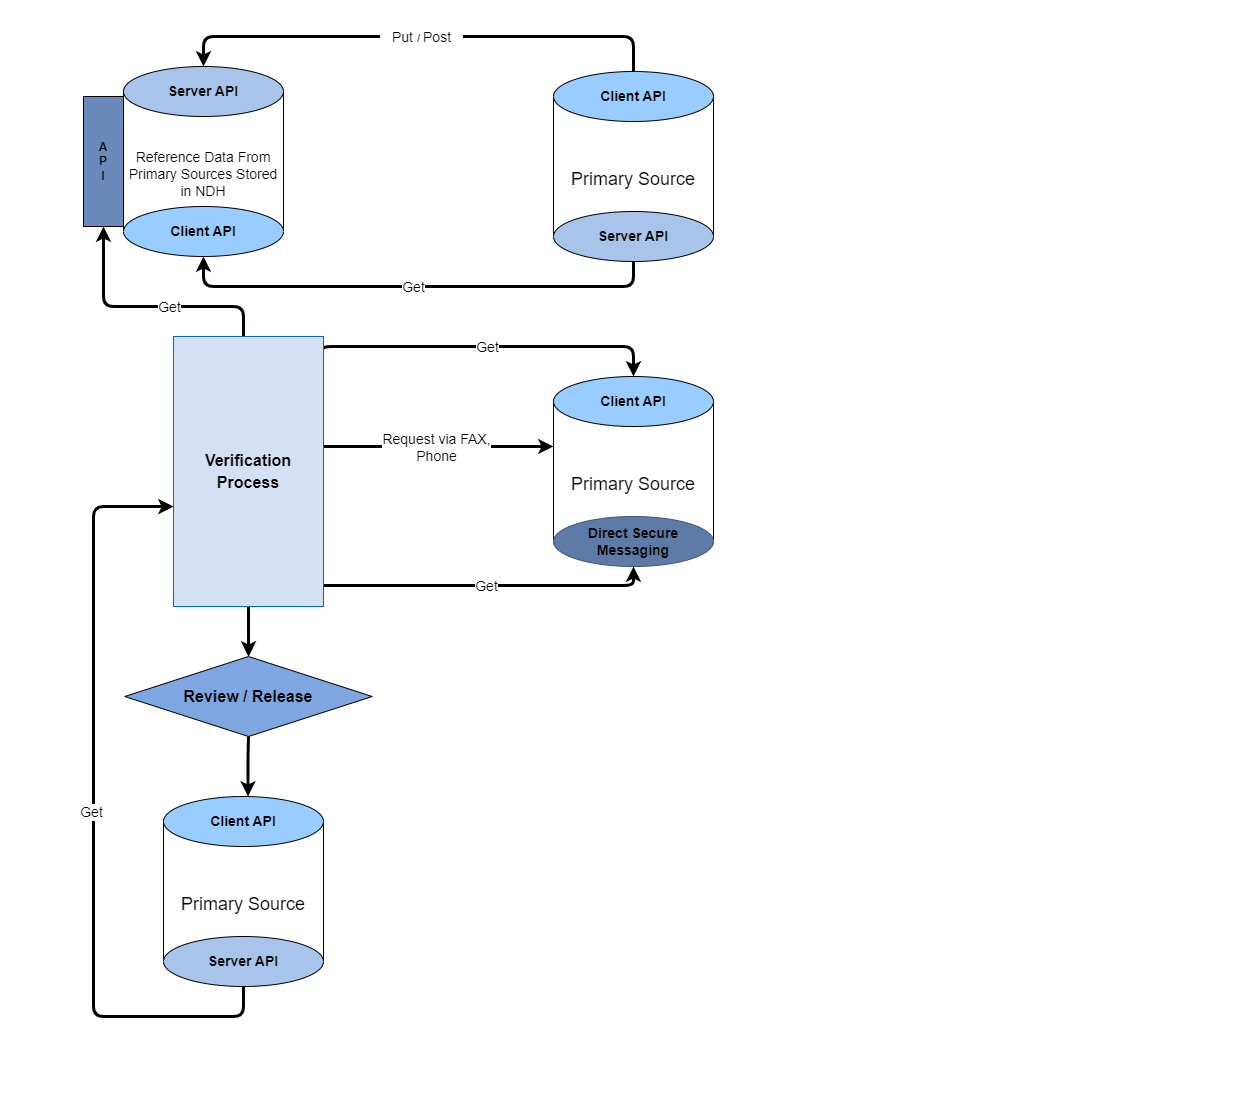 Put / Post
Server API
Client API
A
P
I
Reference Data From
Primary Sources Stored
in NDH
Primary Source
Client API
Server API
Get
Get
Get
Client API
Request via FAX,
Phone
Verification
Process
Primary Source
Direct Secure
Messaging
Get
Review / Release
Get
Client API
Primary Source
Server API